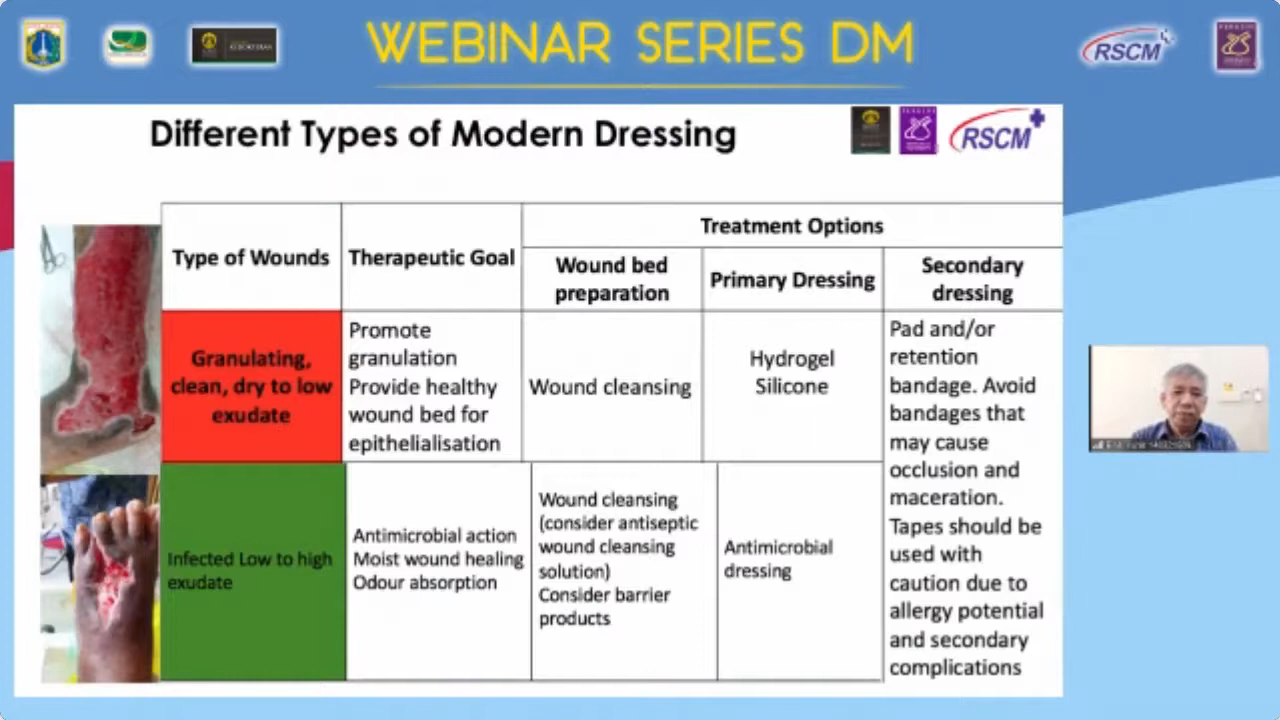 WEBINAR SERIES DM
RSCM
Different Types of Modern Dressing
RSCM
Type of Wounds
Therapeutic Goal
Treatment Options
Wound bed
preparation
Primary Dressing
Secondary
dressing
Granulating,
clean, dry to low
exudate
Promote
granulation
Provide healthy
wound bed for
epithelialisation
Wound cleansing
Hydrogel
Silicone
Pad and/or
retention
bandage. Avoid
bandages that
may cause
occlusion and
maceration.
Tapes should be
used with
caution due to
allergy potential
and secondary
complications
Infected Low to high
exudate
Antimicrobial action
Moist wound healing
Odour absorption
Wound cleansing
(consider antiseptic
wound cleansing
solution)
Consider barrier
products
Antimicrobial
dressing